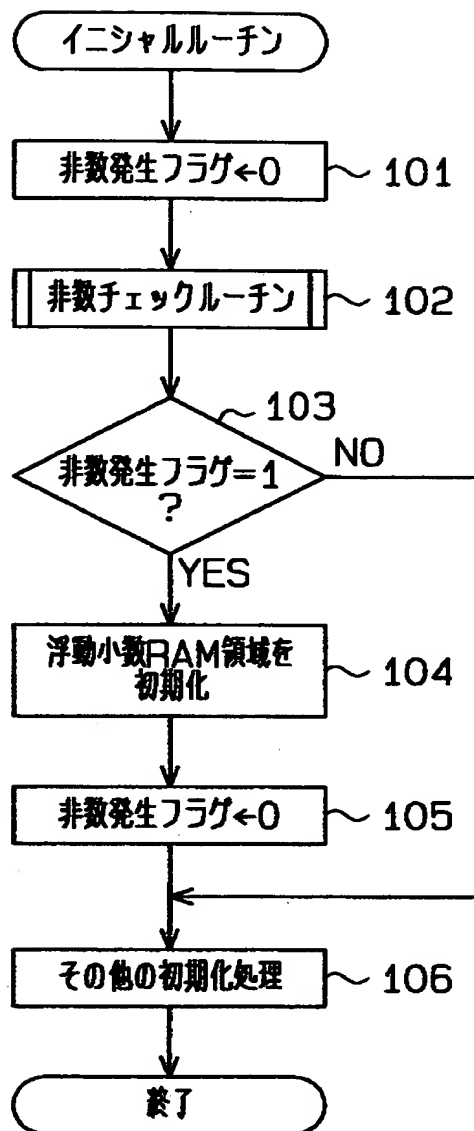 イニシャルルーチン
非数発生フラグ←0
101
非数チェックルーチン
102
103
非数発生フラグ=1
?
NO
YES
浮動小数RAM領域を
初期化
104
非数発生フラグ←0
105
その他の初期化処理
106
終了